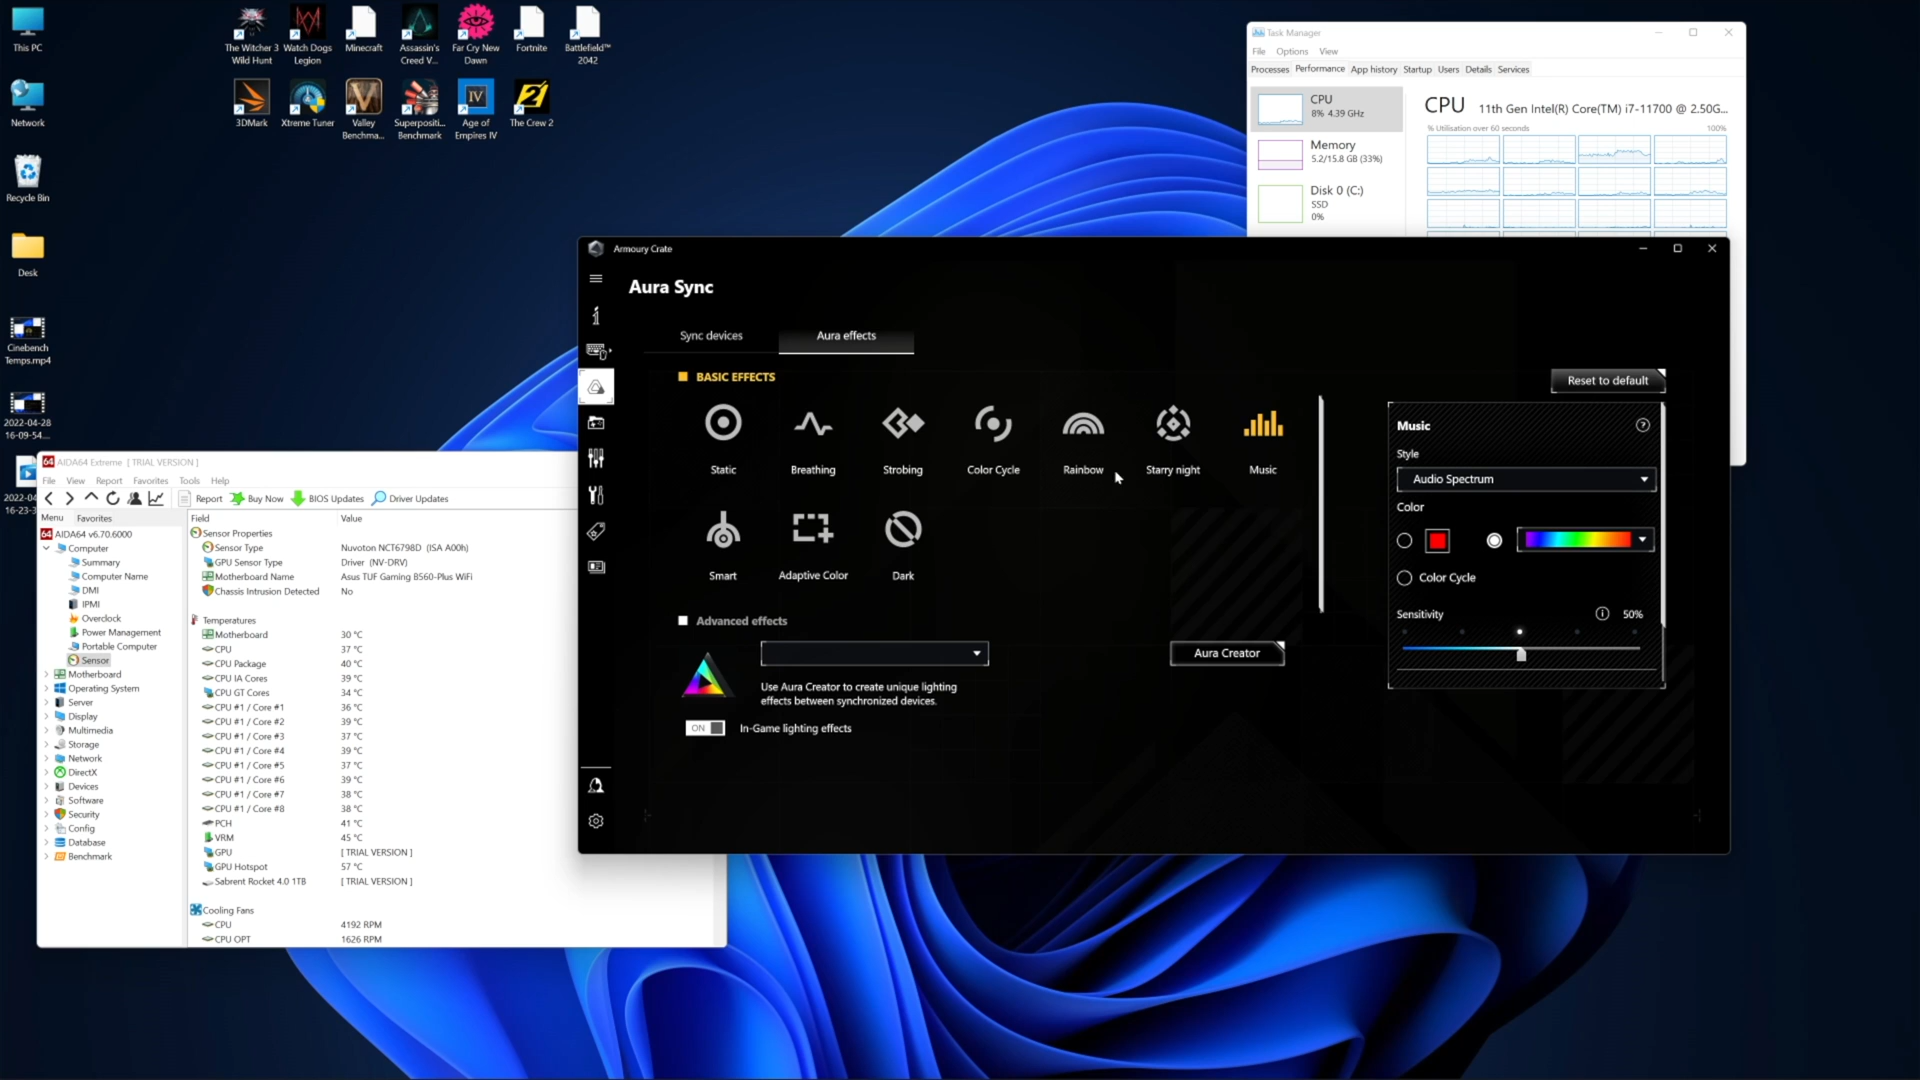 This PC
The Witcher 3 Wild Hunt
Watch Dogs Legion
Minecraft
Assassin's Creed V...
Far Cry New Dawn
Fortnite
Battlefield™ 2042
Network
3DMark
Xtreme Tuner
Valley Benchma...
Superpositi... Benchmark
Age of Empires IV
The Crew 2
Recycle Bin
Desk
Cinebench Temps.mp4
2022-04-28 16-09-54....
Task Manager
File Options View
Processes Performance App history Startup Users Details Services
CPU
8% 4.39 GHz
Memory
5.2/15.8 GB (33%)
Disk 0 (C:)
SSD
0%
CPU 11th Gen Intel(R) Core(TM) i7-11700 @ 2.50G...
% Utilisation over 60 seconds 100%
Armoury Crate
Aura Sync
Sync devices Aura effects
BASIC EFFECTS
Static Breathing Strobing Color Cycle Rainbow Starry night Music
Smart Adaptive Color Dark
Advanced effects
Aura Creator
Use Aura Creator to create unique lighting
effects between synchronized devices.
ON In-Game lighting effects
Reset to default
Music
Style
Audio Spectrum
Color
Color Cycle
Sensitivity 50%
64 AIDA64 Extreme [ TRIAL VERSION ]
File View Report Favorites Tools Help
Report Buy Now BIOS Updates Driver Updates
Menu Favorites
64 AIDA64 v6.70.6000
Computer
Summary
Computer Name
DMI
IPMI
Overclock
Power Management
Portable Computer
Sensor
Motherboard
Operating System
Server
Display
Multimedia
Storage
Network
DirectX
Devices
Software
Security
Config
Database
Benchmark
Field Value
Sensor Properties
Sensor Type Nuvoton NCT6798D (ISA A00h)
GPU Sensor Type Driver (NV-DRV)
Motherboard Name Asus TUF Gaming B560-Plus WiFi
Chassis Intrusion Detected No
Temperatures
Motherboard 30 °C
CPU 37 °C
CPU Package 40 °C
CPU IA Cores 39 °C
CPU GT Cores 34 °C
CPU #1 / Core #1 36 °C
CPU #1 / Core #2 39 °C
CPU #1 / Core #3 37 °C
CPU #1 / Core #4 39 °C
CPU #1 / Core #5 37 °C
CPU #1 / Core #6 39 °C
CPU #1 / Core #7 38 °C
CPU #1 / Core #8 38 °C
PCH 41 °C
VRM 45 °C
GPU [ TRIAL VERSION ]
GPU Hotspot 57 °C
Sabrent Rocket 4.0 1TB [ TRIAL VERSION ]
Cooling Fans
CPU 4192 RPM
CPU OPT 1626 RPM